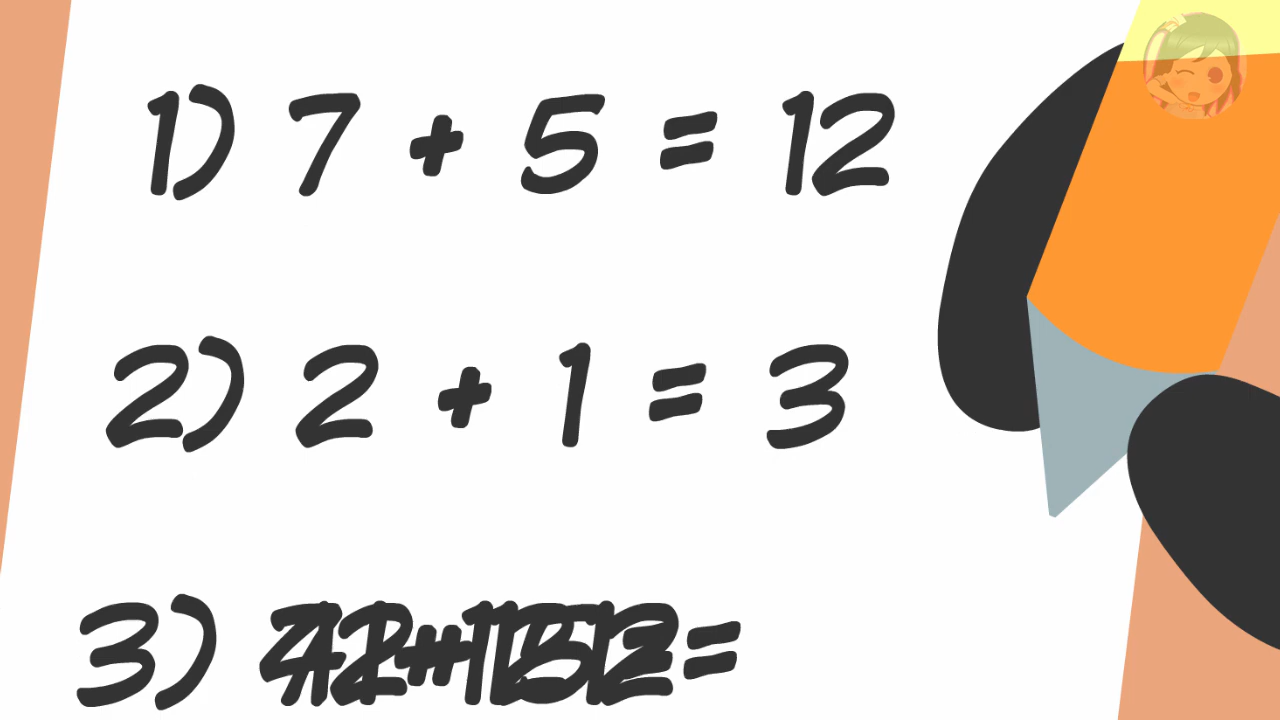 1) 7 + 5 = 12
2) 2 + 1 = 3
3) =